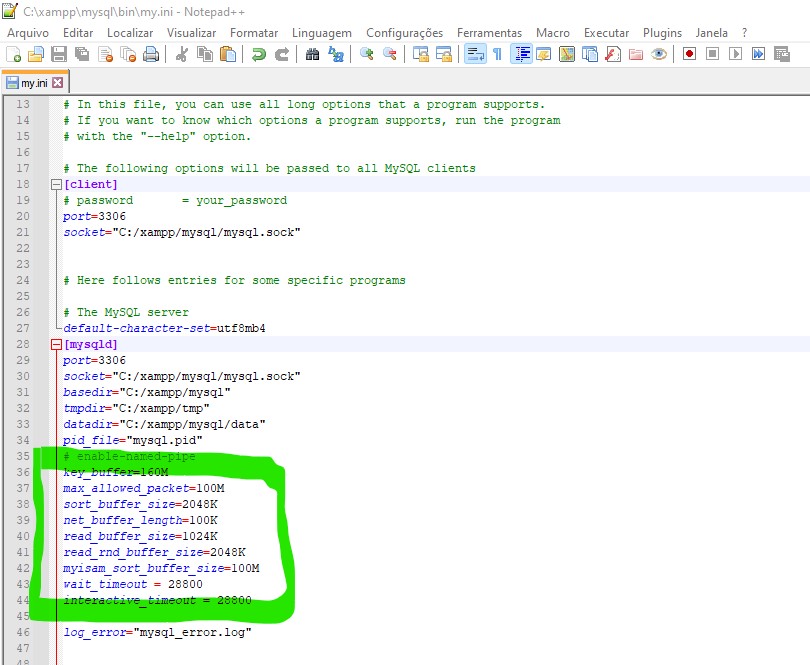 C:\xampp\mysql\bin\my.ini - Notepad++
Arquivo Editar Localizar Visualizar Formatar Linguagem Configurações Ferramentas Macro Executar Plugins Janela ?
my.ini
13 # In this file, you can use all long options that a program supports.
14 # If you want to know which options a program supports, run the program
15 # with the "--help" option.
16
17 # The following options will be passed to all MySQL clients
18 [client]
19 # password = your_password
20 port=3306
21 socket="C:/xampp/mysql/mysql.sock"
22
23
24 # Here follows entries for some specific programs
25
26 # The MySQL server
27 default-character-set=utf8mb4
28 [mysqld]
29 port=3306
30 socket="C:/xampp/mysql/mysql.sock"
31 basedir="C:/xampp/mysql"
32 tmpdir="C:/xampp/tmp"
33 datadir="C:/xampp/mysql/data"
34 pid_file="mysql.pid"
35 # enable-named-pipe
36 key_buffer=160M
37 max_allowed_packet=100M
38 sort_buffer_size=2048K
39 net_buffer_length=100K
40 read_buffer_size=1024K
41 read_rnd_buffer_size=2048K
42 myisam_sort_buffer_size=100M
43 wait_timeout = 28800
44 interactive_timeout = 28800
45
46 log_error="mysql_error.log"
47
48